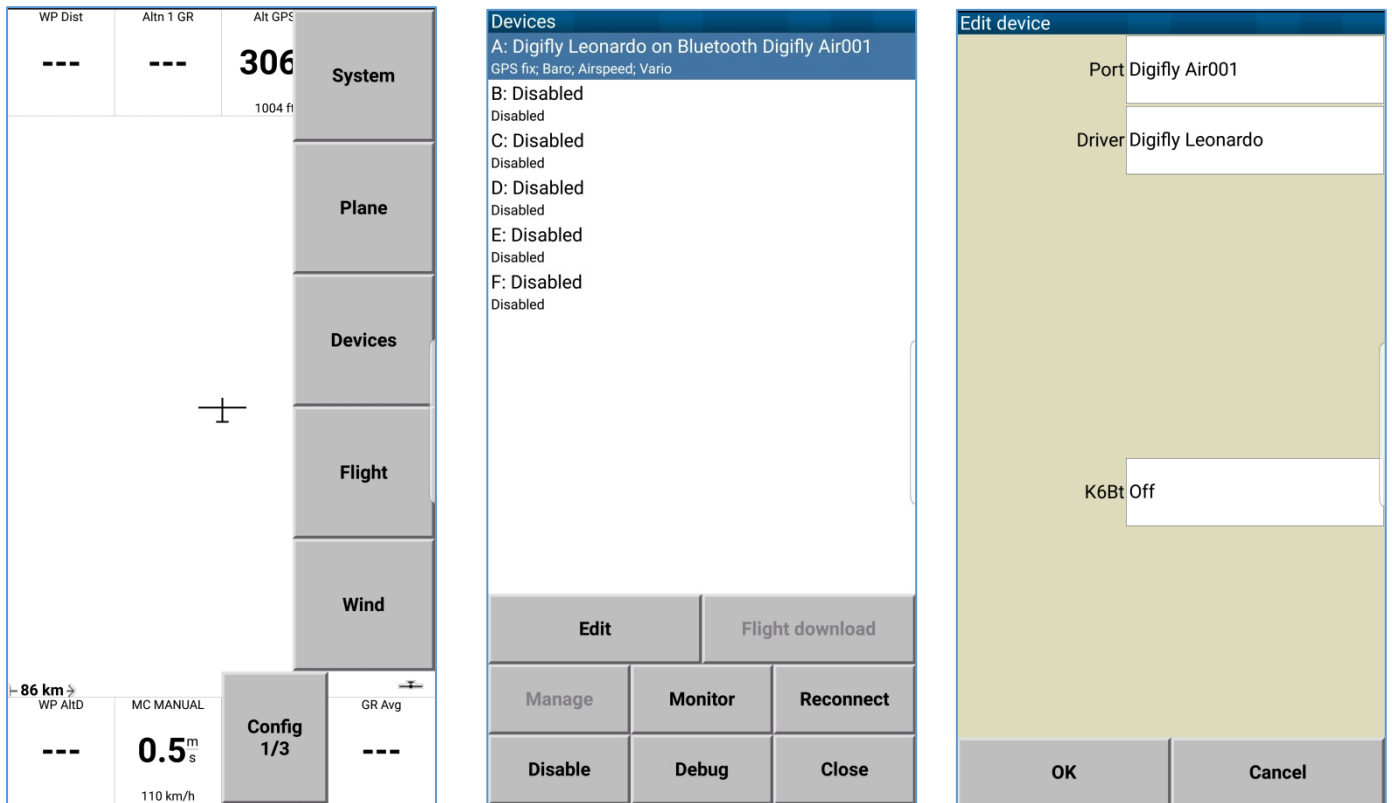 WP Dist
Altn 1 GR
Alt GPS
---
---
306
1004 ft
System
Plane
Devices
Flight
Wind
86 km
WP AltD
MC MANUAL
Config
1/3
GR Avg
---
0.5 m/s
---
110 km/h
Devices
A: Digifly Leonardo on Bluetooth Digifly Air001
GPS fix; Baro; Airspeed; Vario
B: Disabled
Disabled
C: Disabled
Disabled
D: Disabled
Disabled
E: Disabled
Disabled
F: Disabled
Disabled
Edit
Flight download
Manage
Monitor
Reconnect
Disable
Debug
Close
Edit device
Port Digifly Air001
Driver Digifly Leonardo
K6Bt Off
OK
Cancel